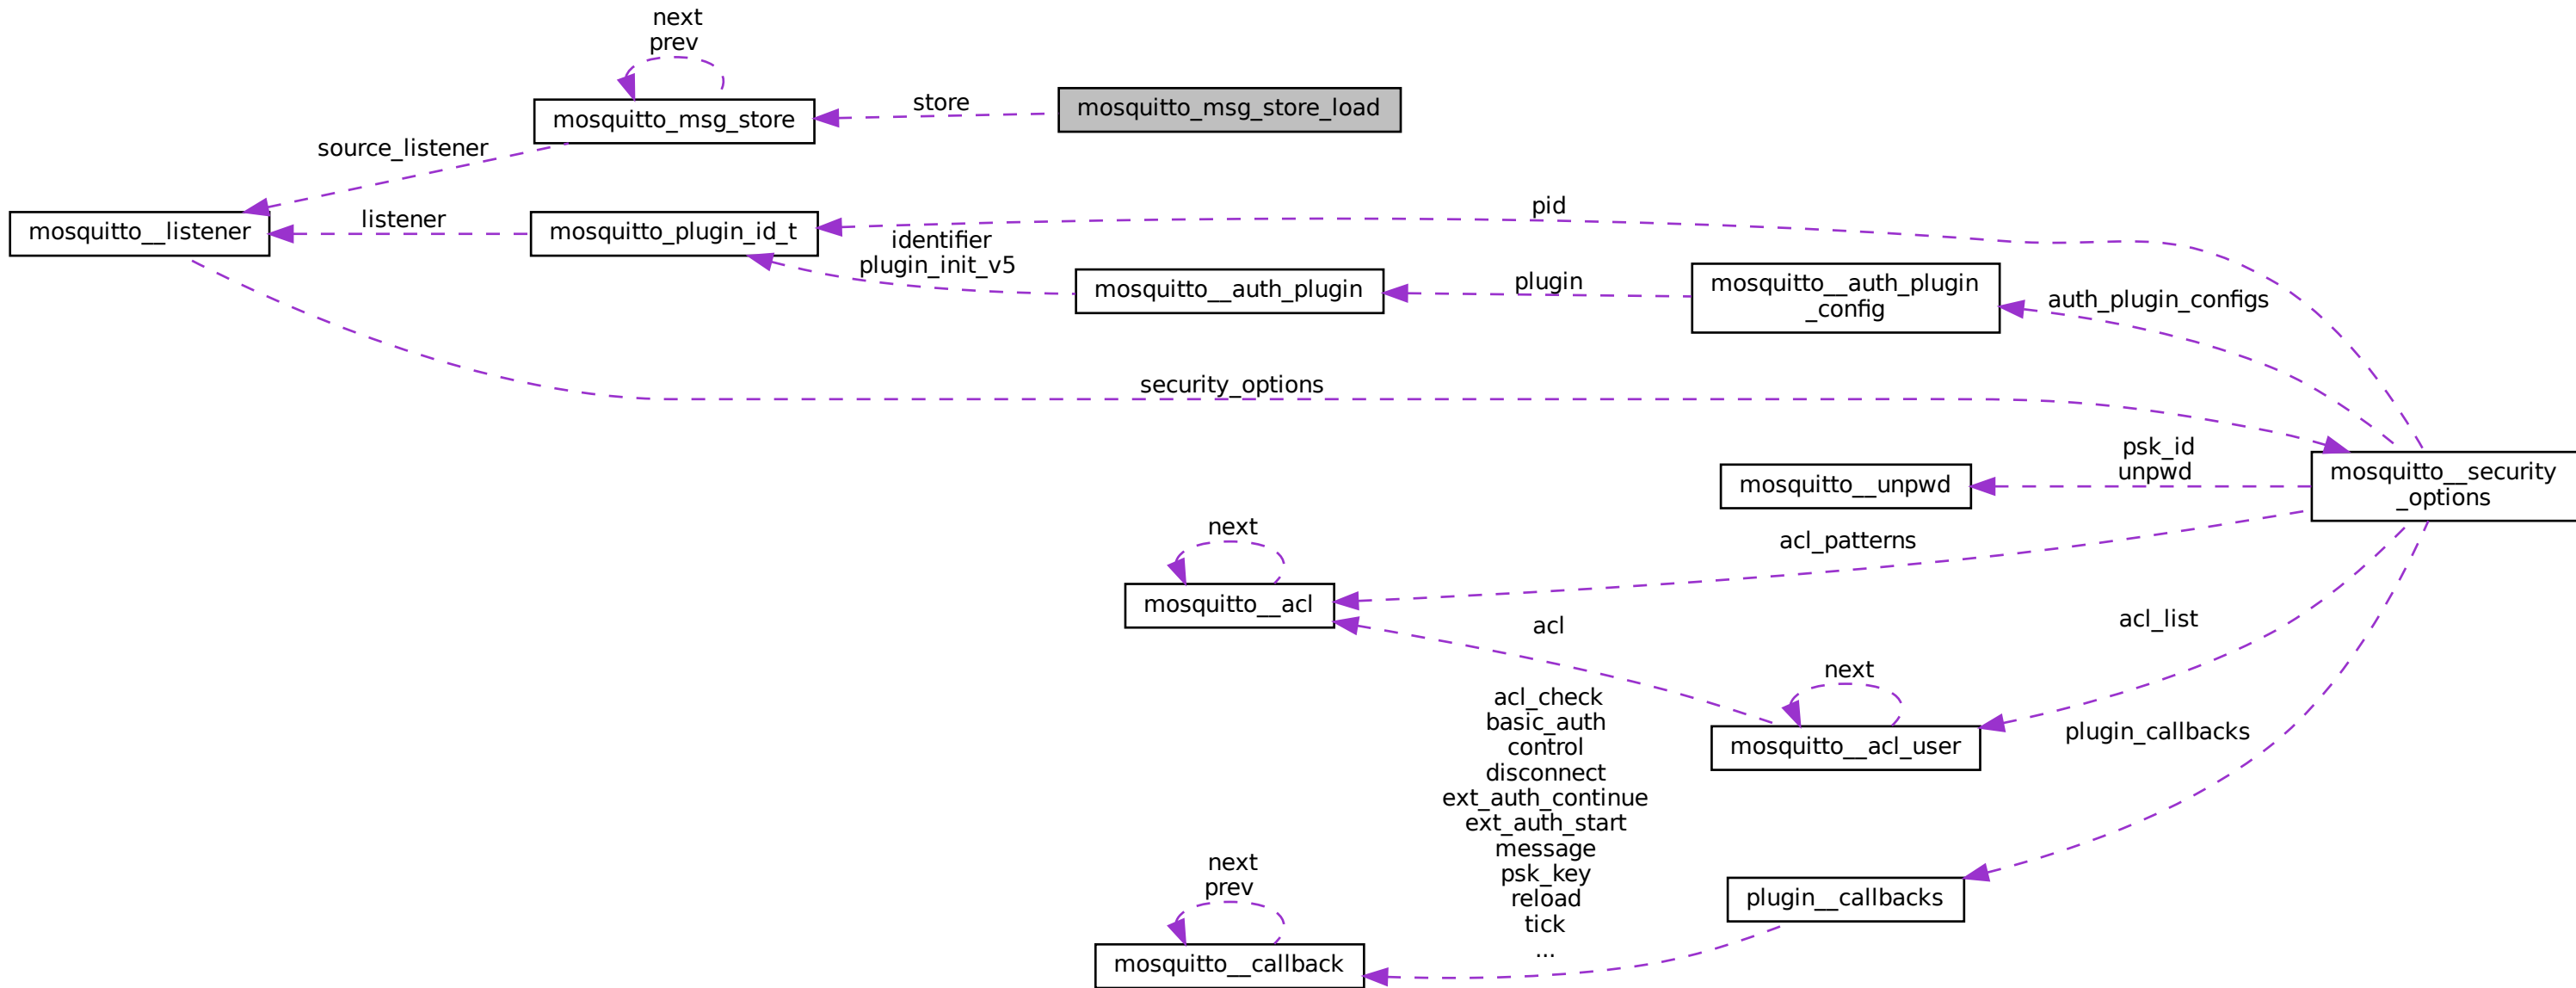 next
prev
mosquitto_msg_store
store
mosquitto_msg_store_load
source_listener
mosquitto__listener
listener
mosquitto_plugin_id_t
pid
identifier
plugin_init_v5
mosquitto__auth_plugin
plugin
mosquitto__auth_plugin
_config
auth_plugin_configs
security_options
psk_id
unpwd
mosquitto__unpwd
mosquitto__security
_options
next
acl_patterns
mosquitto__acl
acl
acl_list
next
mosquitto__acl_user
plugin_callbacks
acl_check
basic_auth
control
disconnect
ext_auth_continue
ext_auth_start
message
psk_key
reload
tick
...
next
prev
plugin__callbacks
mosquitto__callback